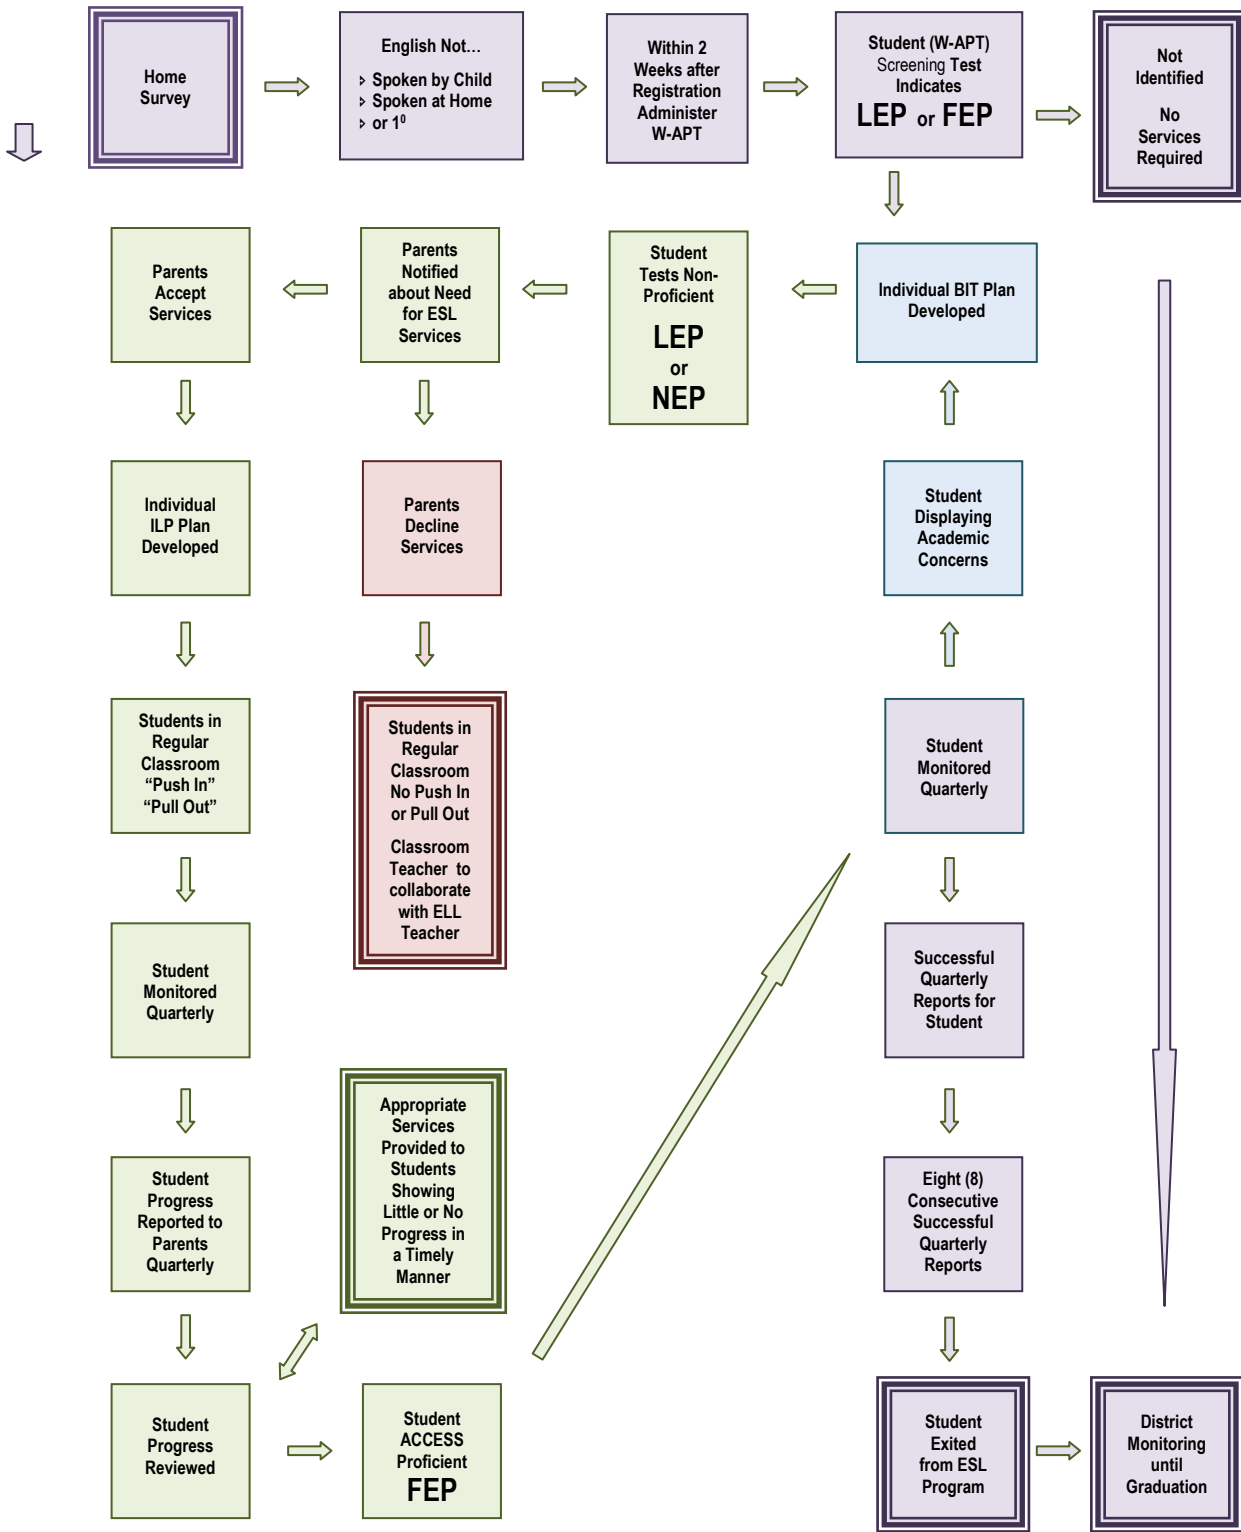 Home
Survey
English Not…
Spoken by Child
Spoken at Home
or 1⁰
Within 2
Weeks after
Registration
Administer
W-APT
Student (W-APT)
Screening Test
Indicates
LEP or FEP
Not
Identified
No
Services
Required
Parents
Accept
Services
Parents
Notified
about Need
for ESL
Services
Student
Tests Non-
Proficient
LEP
or
NEP
Individual BIT Plan
Developed
Individual
ILP Plan
Developed
Parents
Decline
Services
Student
Displaying
Academic
Concerns
Students in
Regular
Classroom
“Push In”
“Pull Out”
Students in
Regular
Classroom
No Push In
or Pull Out
Classroom
Teacher to
collaborate
with ELL
Teacher
Student
Monitored
Quarterly
Student
Monitored
Quarterly
Successful
Quarterly
Reports for
Student
Appropriate
Services
Provided to
Students
Showing
Little or No
Progress in
a Timely
Manner
Student
Progress
Reported to
Parents
Quarterly
Eight (8)
Consecutive
Successful
Quarterly
Reports
Student
Progress
Reviewed
Student
ACCESS
Proficient
FEP
Student
Exited
from ESL
Program
District
Monitoring
until
Graduation